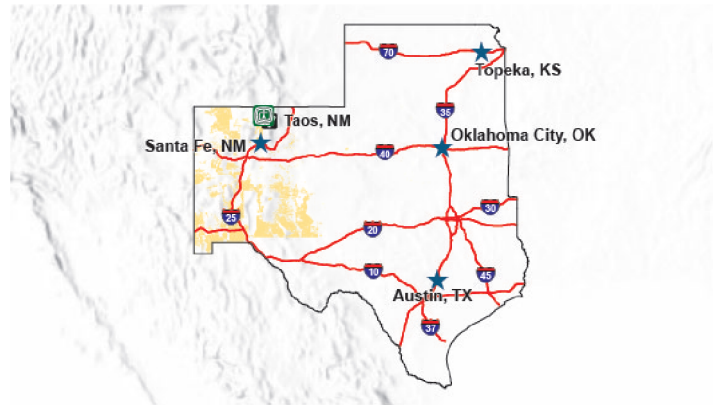 70
Topeka, KS
35
Taos, NM
Oklahoma City, OK
Santa Fe, NM
40
30
25
20
10
45
Austin, TX
37